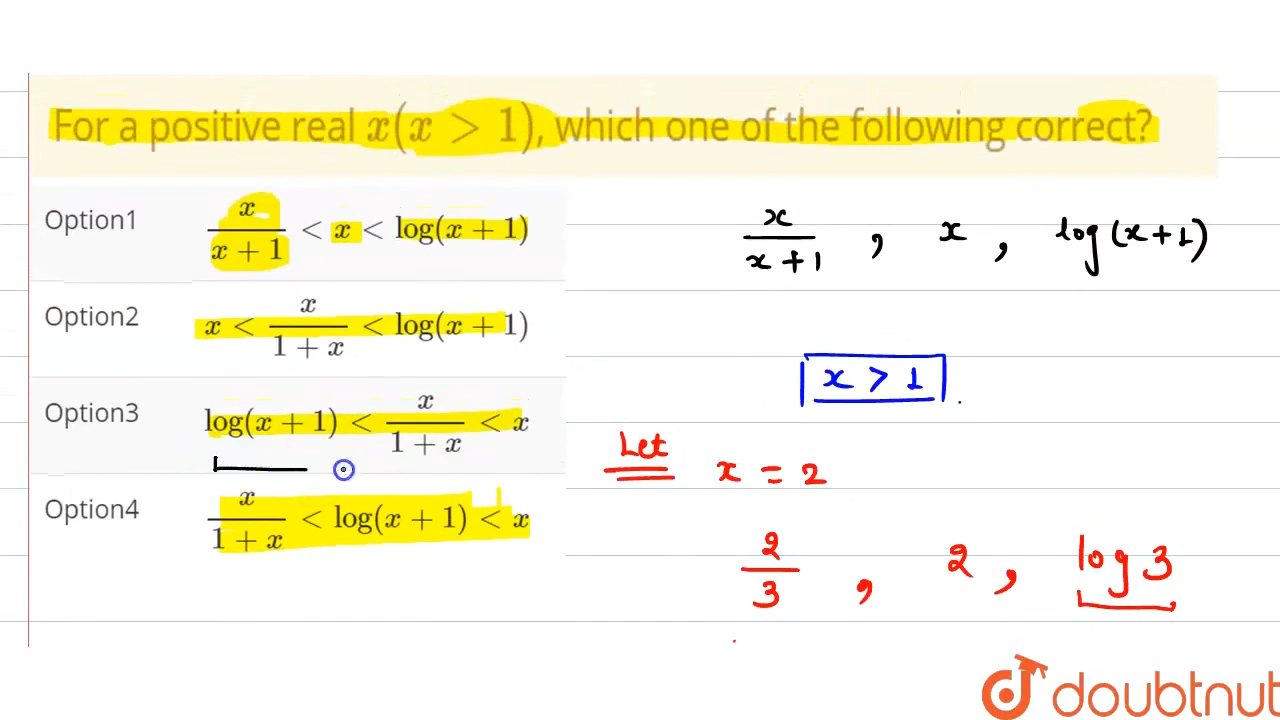 For a positive real x(x > 1), which one of the following correct?
Option1 x/(x + 1) < x < log(x + 1)
Option2 x < x/(1 + x) < log(x + 1)
Option3 log(x + 1) < x/(1 + x) < x
Option4 x/(1 + x) < log(x + 1) < x
x/(x + 1) , x , log(x + 1)
x > 1
Let x = 2
2/3 , 2 , log 3
doubtnut